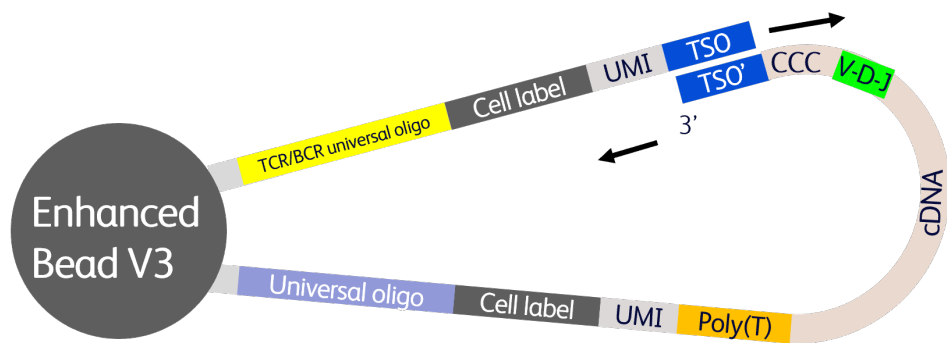 TSO
UMI
Cell label
TCR/BCR universal oligo
TSO'
CCC
V-D-J
3'
cDNA
Enhanced
Bead V3
Universal oligo
Cell label
UMI
Poly(T)